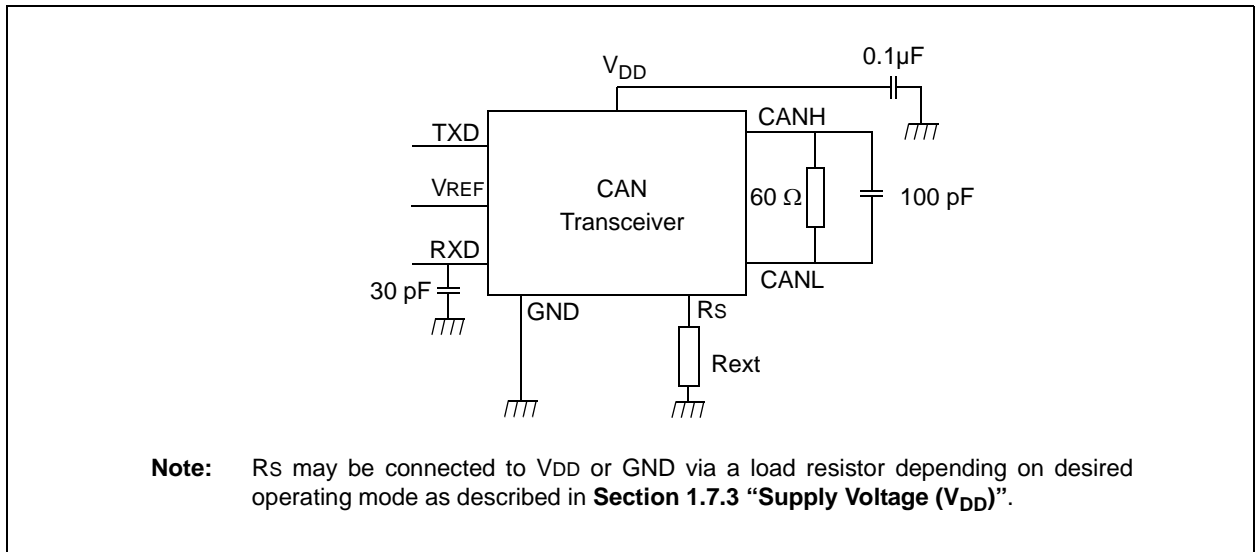 0.1µF
VDD
TXD
CANH
VREF
CAN
Transceiver
60 Ω
100 pF
RXD
CANL
30 pF
GND
RS
Rext
Note: RS may be connected to VDD or GND via a load resistor depending on desired
operating mode as described in Section 1.7.3 “Supply Voltage (VDD)”.